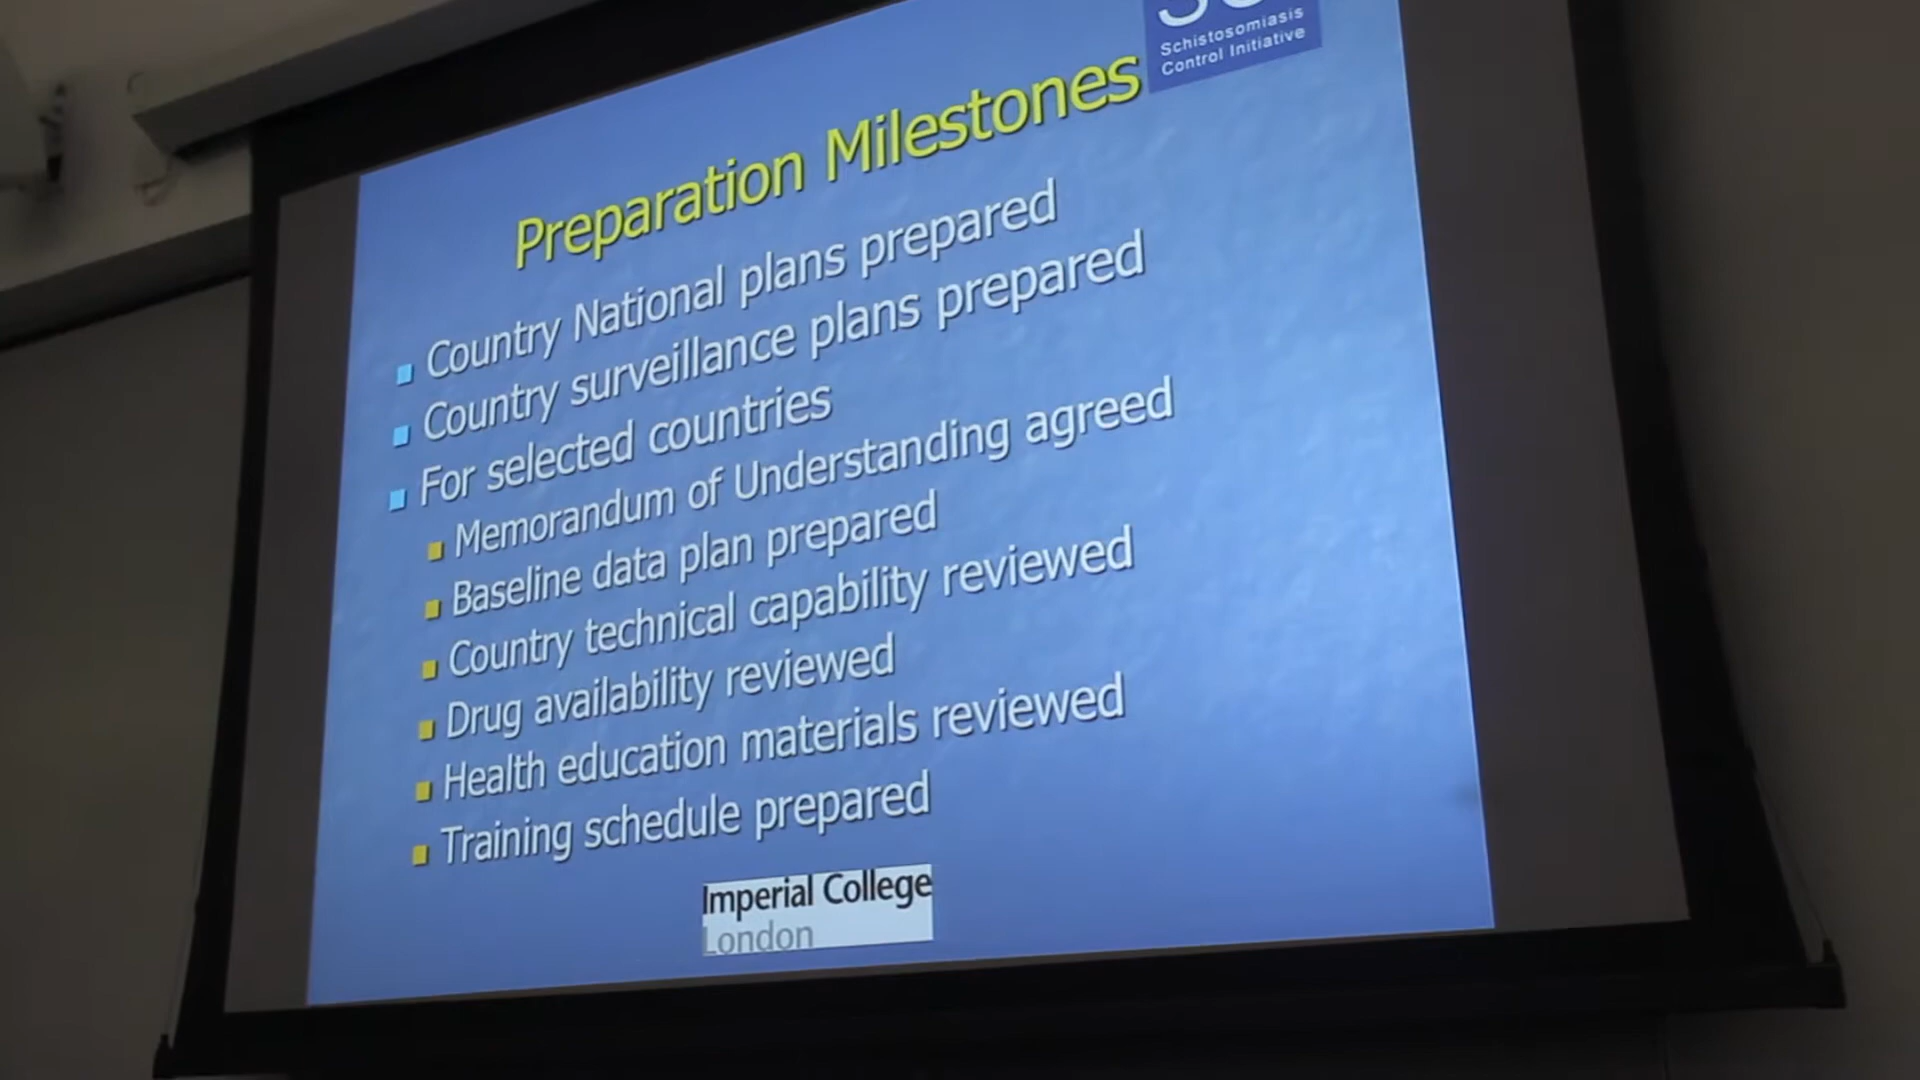 Schistosomiasis
Control Initiative
Preparation Milestones
Country National plans prepared
Country surveillance plans prepared
For selected countries
Memorandum of Understanding agreed
Baseline data plan prepared
Country technical capability reviewed
Drug availability reviewed
Health education materials reviewed
Training schedule prepared
Imperial College
London